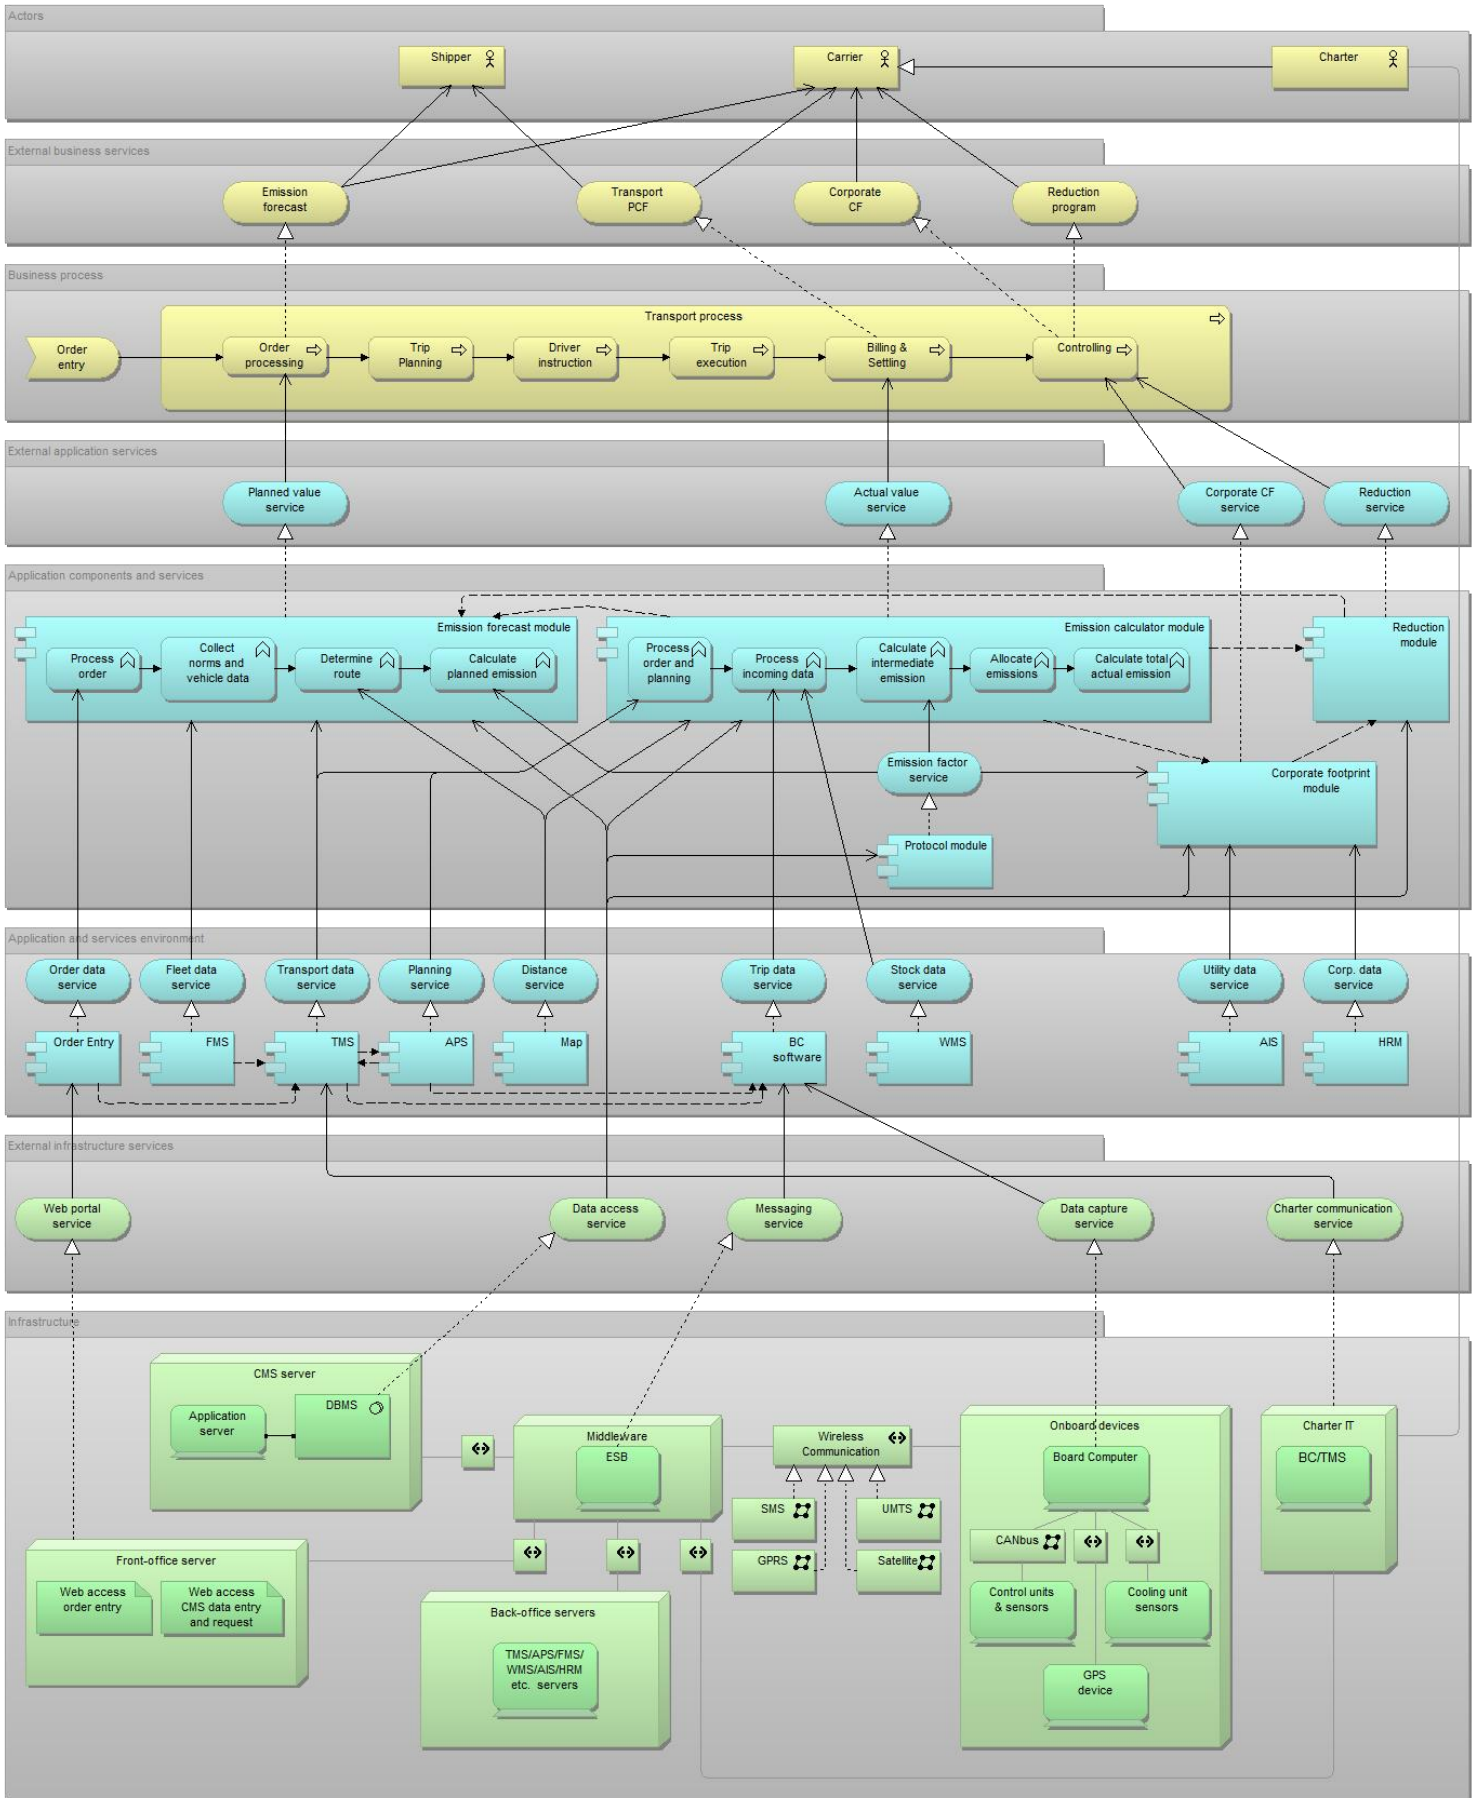 Actors
Shipper
Carrier
Charter
External business services
Emission
forecast
Transport
PCF
Corporate
CF
Reduction
program
Business process
Transport process
Order
entry
Order
processing
Trip
Planning
Driver
instruction
Trip
execution
Billing &
Settling
Controlling
External application services
Planned value
service
Actual value
service
Corporate CF
service
Reduction
service
Application components and services
Emission forecast module
Process
order
Collect
norms and
vehicle data
Determine
route
Calculate
planned emission
Emission calculator module
Process
order and
planning
Process
incoming data
Calculate
intermediate
emission
Allocate
emissions
Calculate total
actual emission
Reduction
module
Emission factor
service
Corporate footprint
module
Protocol module
Application and services environment
Order data
service
Fleet data
service
Transport data
service
Planning
service
Distance
service
Trip data
service
Stock data
service
Utility data
service
Corp. data
service
Order Entry
FMS
TMS
APS
Map
BC
software
WMS
AIS
HRM
External infrastructure services
Web portal
service
Data access
service
Messaging
service
Data capture
service
Charter communication
service
Infrastructure
CMS server
Application
server
DBMS
Middleware
ESB
Wireless
Communication
SMS
UMTS
GPRS
Satellite
Onboard devices
Board Computer
CANbus
Control units
& sensors
Cooling unit
sensors
GPS
device
Charter IT
BC/TMS
Front-office server
Web access
order entry
Web access
CMS data entry
and request
Back-office servers
TMS/APS/FMS/
WMS/AIS/HRM
etc. servers